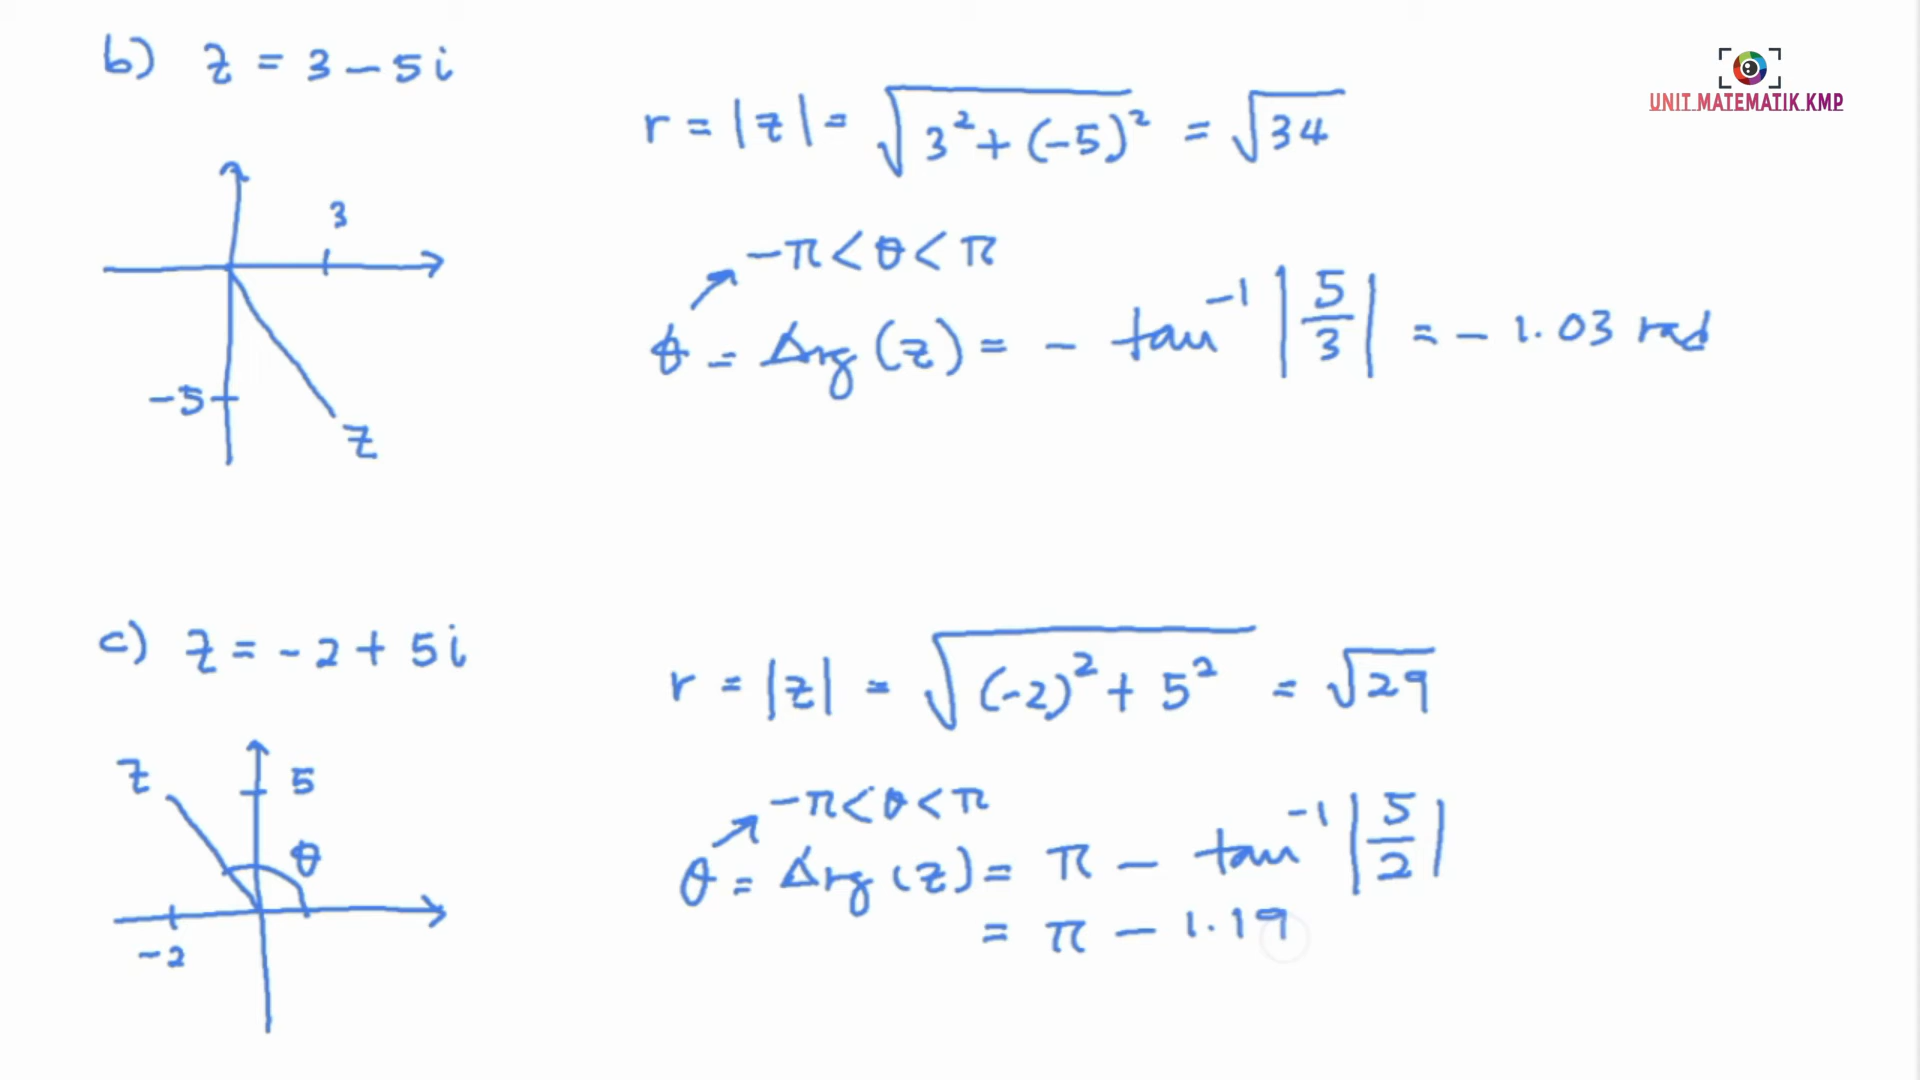 b) z = 3 - 5i
UNIT MATEMATIK KMP
r = |z| = √(3² + (-5)²) = √34
3
-π < θ < π
θ = Arg(z) = - tan⁻¹ |5/3| = -1.03 rad
-5
z
c) z = -2 + 5i
r = |z| = √((-2)² + 5²) = √29
z
5
-π < θ < π
θ
θ = Arg(z) = π - tan⁻¹ |5/2|
= π - 1.19
-2